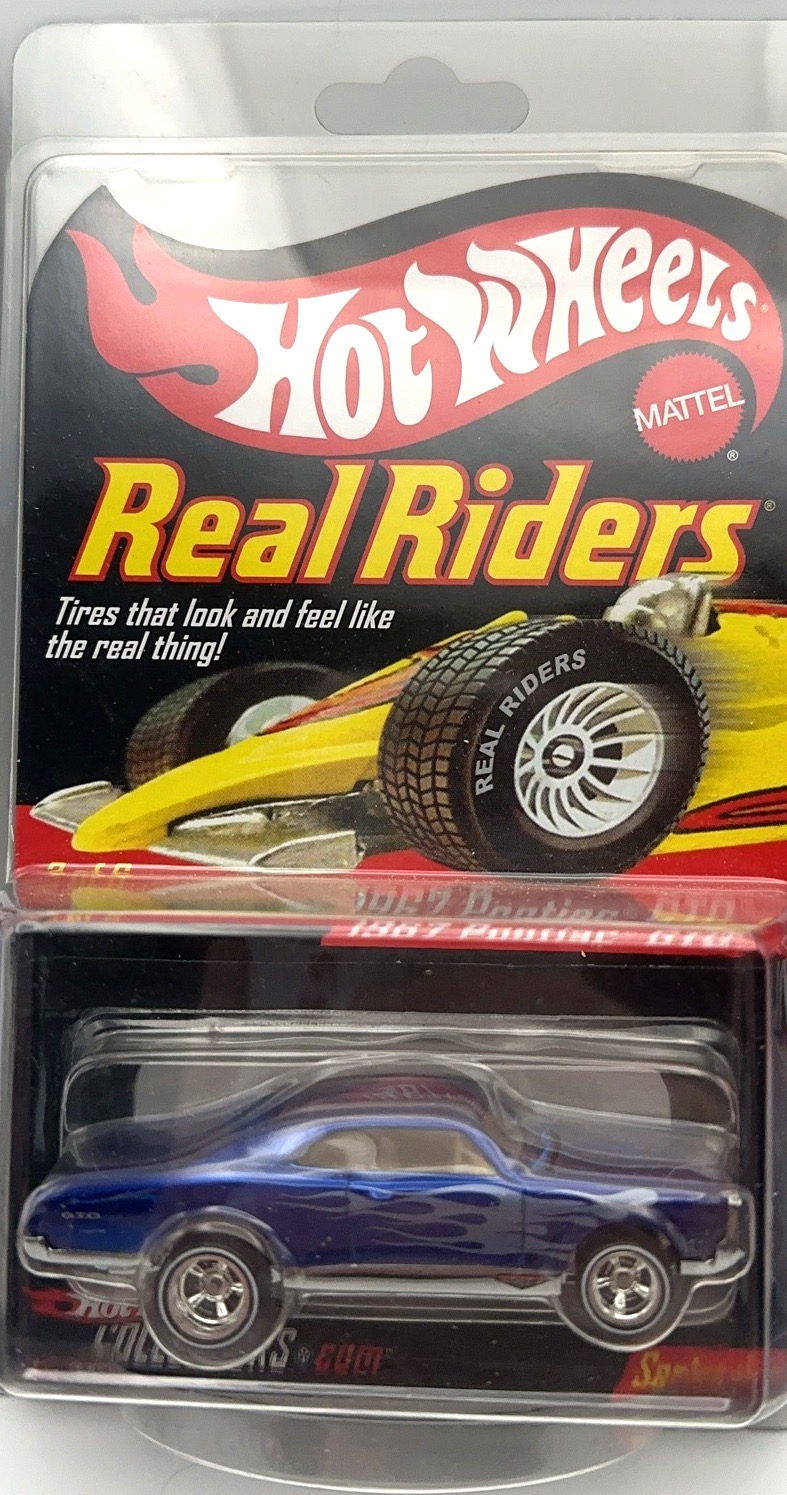 Hot Wheels®
MATTEL
®
Real Riders®
Tires that look and feel like
the real thing!
REAL RIDERS
1967 Pontiac GTO
GTO